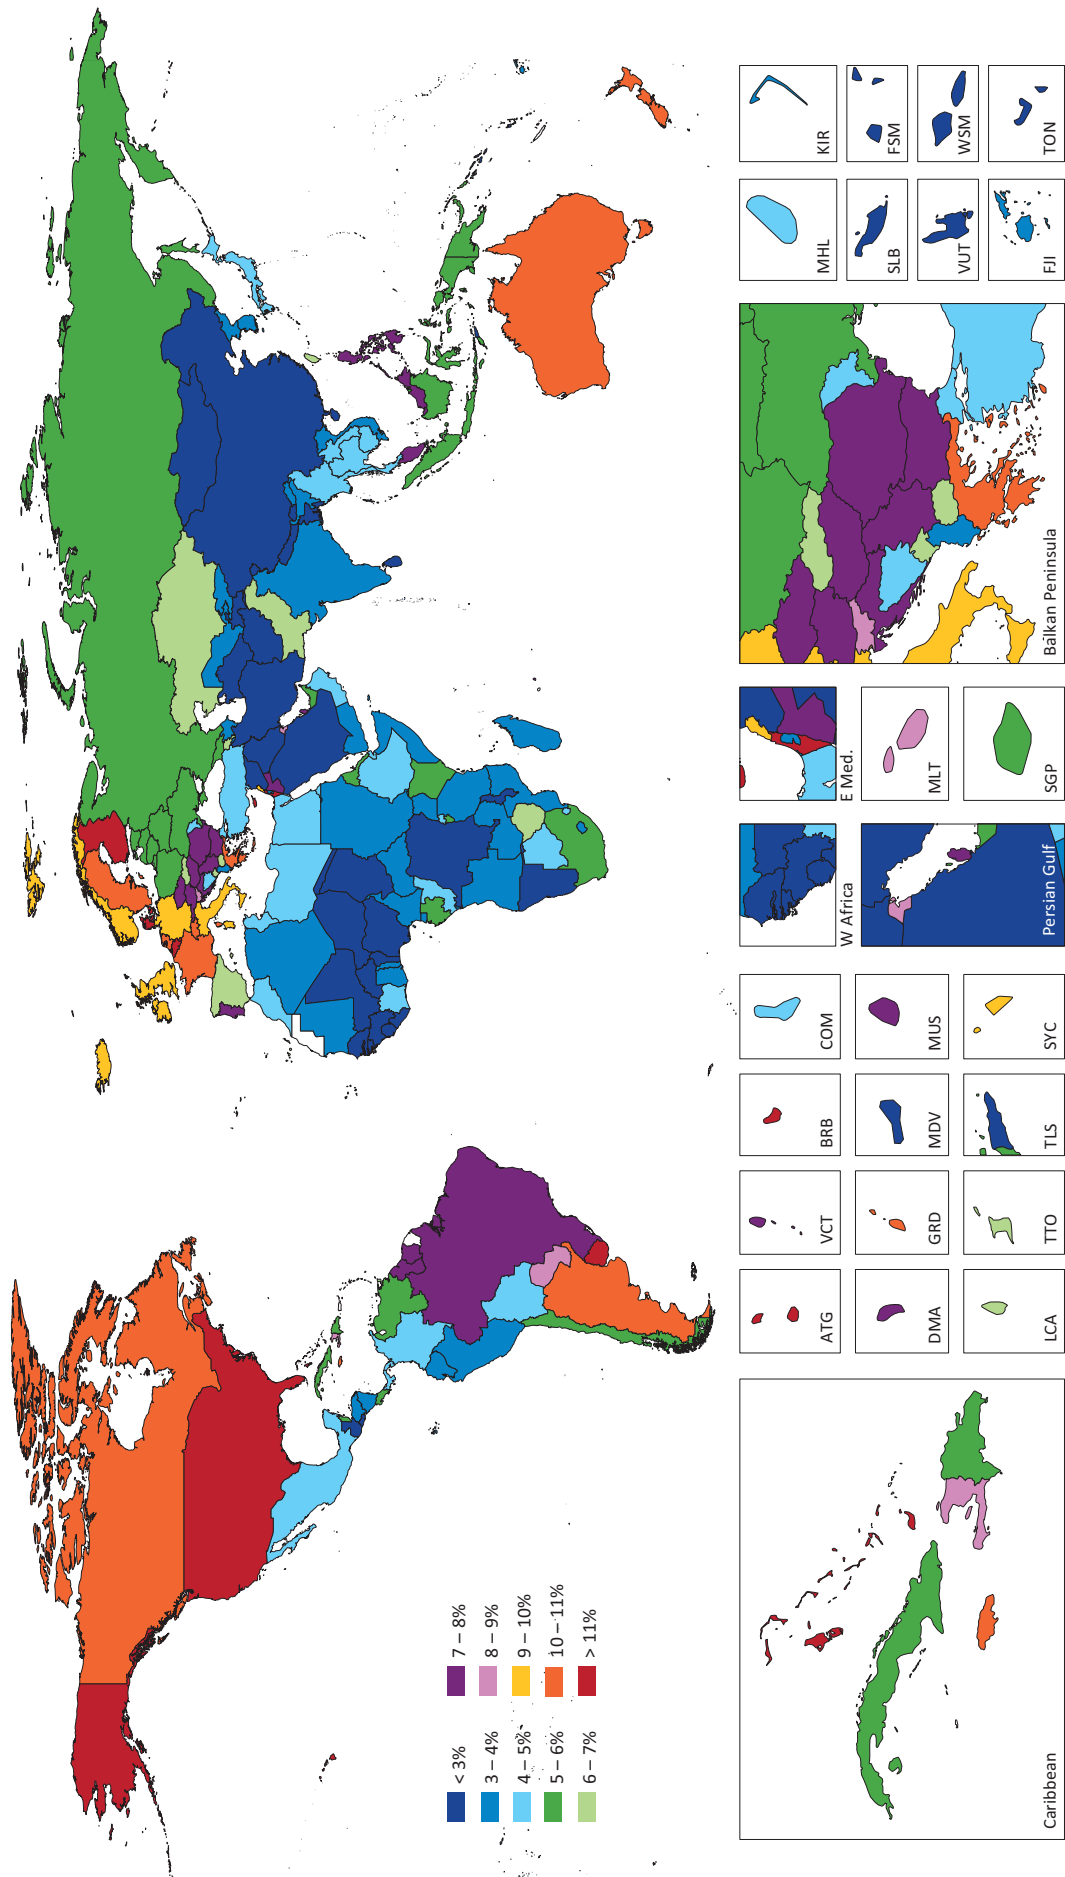 < 3%
3 – 4%
4 – 5%
5 – 6%
6 – 7%
7 – 8%
8 – 9%
9 – 10%
10 – 11%
> 11%
Caribbean
ATG
VCT
BRB
COM
W Africa
E Med.
DMA
GRD
MDV
MUS
MLT
LCA
TTO
TLS
SYC
Persian Gulf
SGP
Balkan Peninsula
MHL
KIR
SLB
FSM
VUT
WSM
FJI
TON